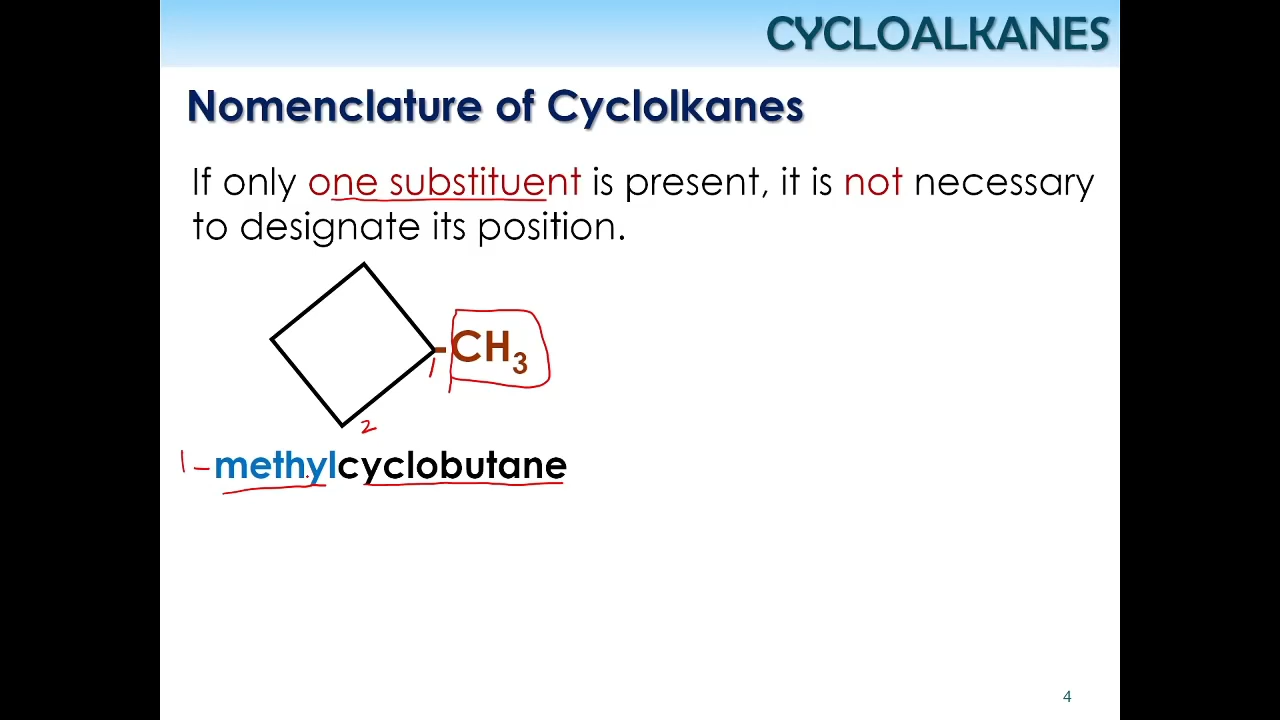 CYCLOALKANES
Nomenclature of Cyclolkanes
If only one substituent is present, it is not necessary
to designate its position.
-CH₃
1
2
1-methylcyclobutane
4